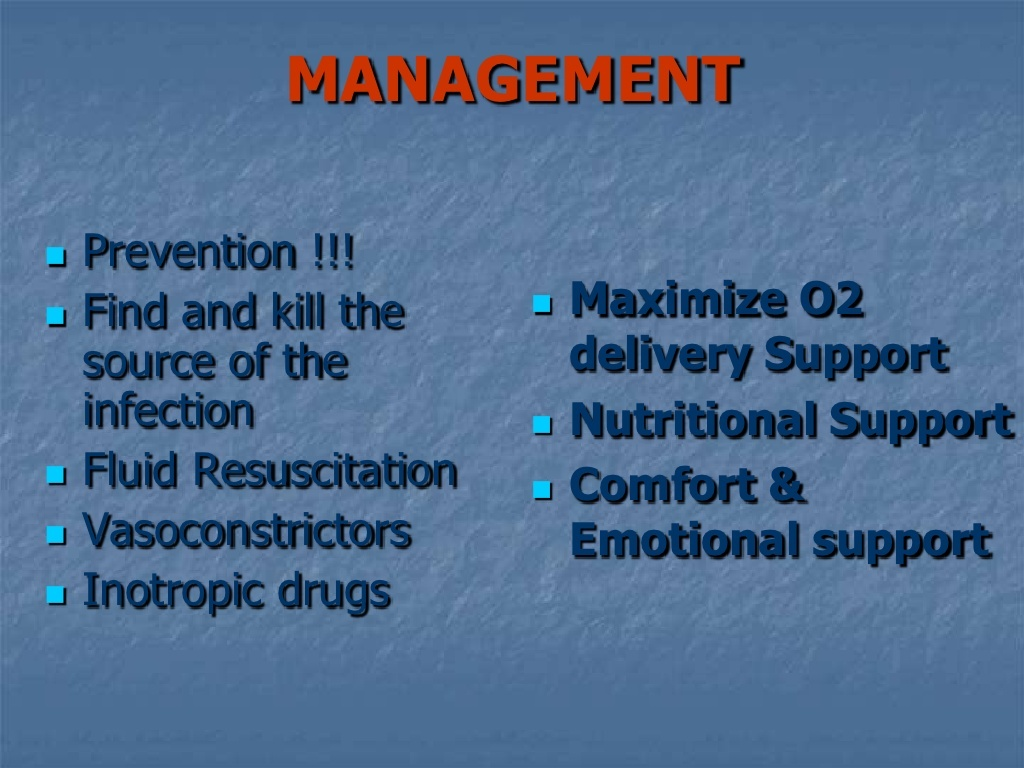 MANAGEMENT
Prevention !!!
Find and kill the
source of the
infection
Fluid Resuscitation
Vasoconstrictors
Inotropic drugs
Maximize O2
delivery Support
Nutritional Support
Comfort &
Emotional support